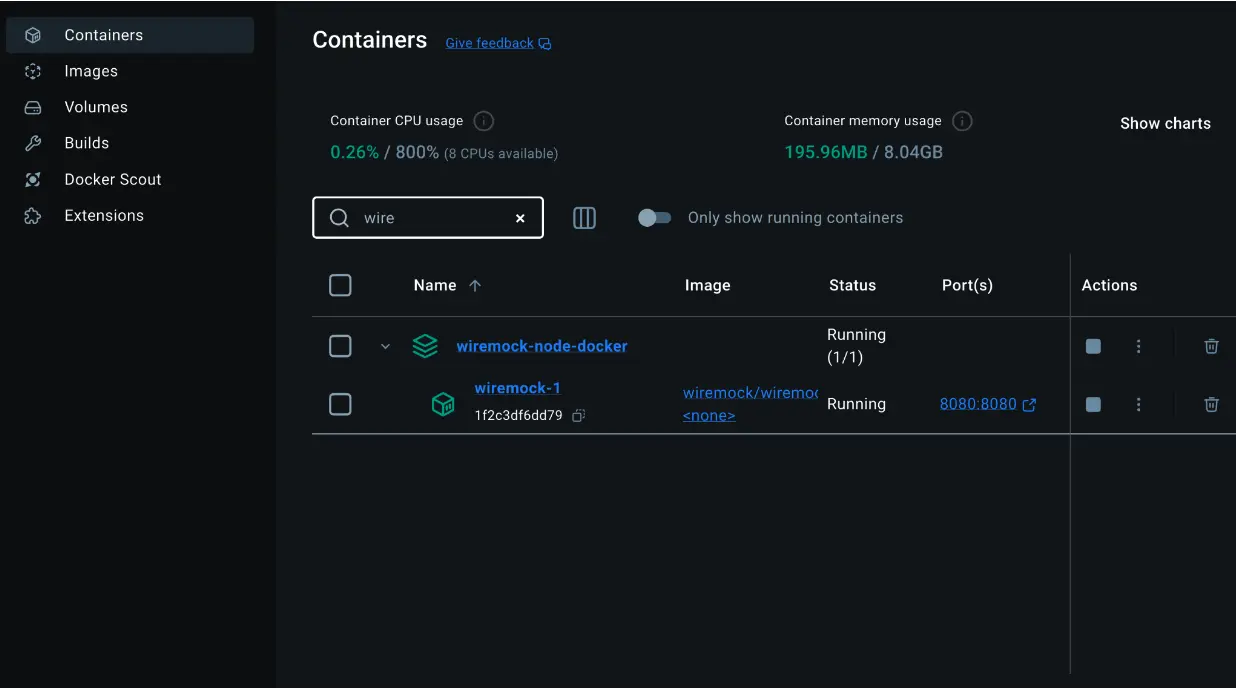 Containers
Images
Volumes
Builds
Docker Scout
Extensions
Containers Give feedback
Container CPU usage
0.26% / 800% (8 CPUs available)
Container memory usage
195.96MB / 8.04GB
Show charts
wire
Only show running containers
Name Image Status Port(s) Actions
wiremock-node-docker Running
(1/1)
wiremock-1 wiremock/wiremoc Running 8080:8080
1f2c3df6dd79 <none>